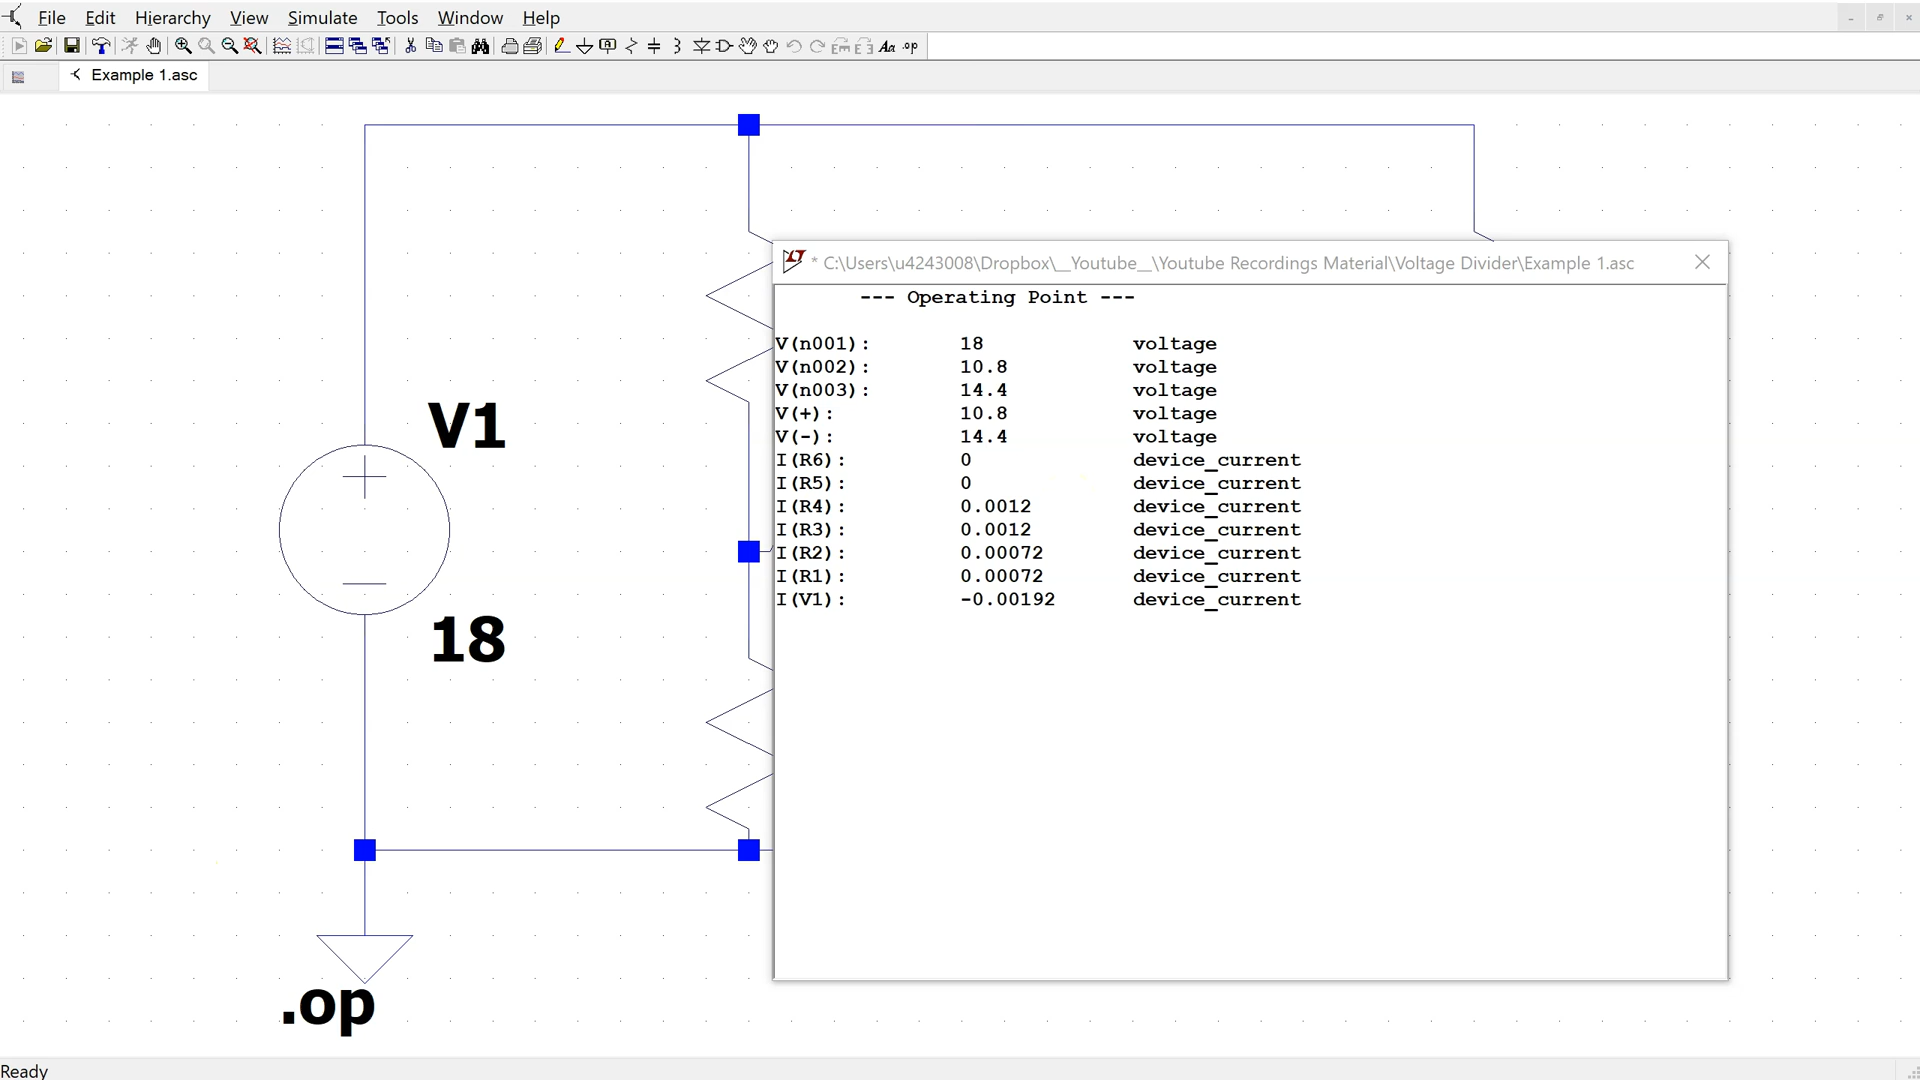 File Edit Hierarchy View Simulate Tools Window Help
Aa .op
Example 1.asc
* C:\Users\u4243008\Dropbox\__Youtube__\Youtube Recordings Material\Voltage Divider\Example 1.asc
--- Operating Point ---
V(n001): 18 voltage
V(n002): 10.8 voltage
V(n003): 14.4 voltage
V(+): 10.8 voltage
V(-): 14.4 voltage
I(R6): 0 device_current
I(R5): 0 device_current
I(R4): 0.0012 device_current
I(R3): 0.0012 device_current
I(R2): 0.00072 device_current
I(R1): 0.00072 device_current
I(V1): -0.00192 device_current
V1
18
.op
Ready